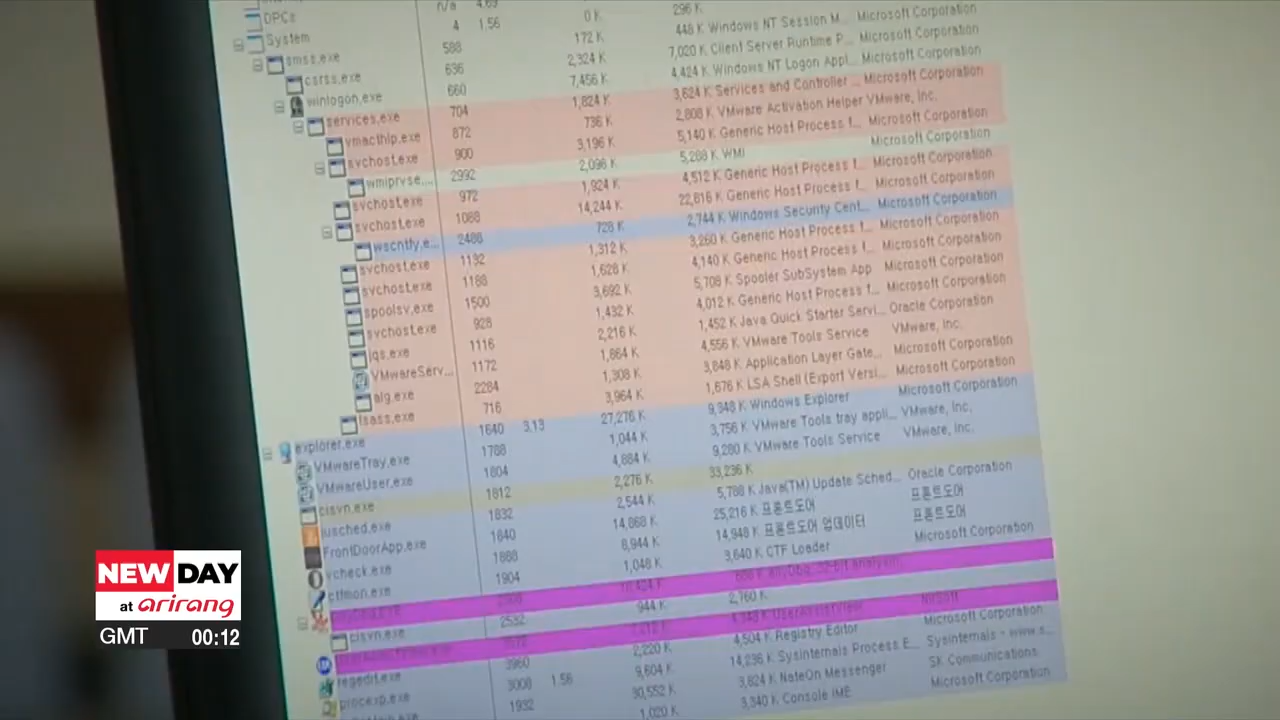 n/a 4.69 296 K
DPCs 4 1.56 0 K 448 K Windows NT Session M... Microsoft Corporation
System 588 172 K 7,020 K Client Server Runtime P... Microsoft Corporation
smss.exe 636 2,324 K 4,424 K Windows NT Logon Appl... Microsoft Corporation
csrss.exe 660 7,456 K 3,624 K Services and Controller ... Microsoft Corporation
winlogon.exe 704 1,824 K 2,808 K VMware Activation Helper VMware, Inc.
services.exe 872 736 K 5,140 K Generic Host Process f... Microsoft Corporation
vmacthlp.exe 900 3,196 K 5,288 K WMI Microsoft Corporation
svchost.exe 2992 2,096 K 4,512 K Generic Host Process f... Microsoft Corporation
wmiprvse.... 972 1,924 K 22,616 K Generic Host Process f... Microsoft Corporation
svchost.exe 1088 14,244 K 2,744 K Windows Security Cent... Microsoft Corporation
svchost.exe 2488 728 K 3,260 K Generic Host Process f... Microsoft Corporation
wscntfy.e... 1132 1,312 K 4,140 K Generic Host Process f... Microsoft Corporation
svchost.exe 1188 1,628 K 5,708 K Spooler SubSystem App Microsoft Corporation
svchost.exe 1500 3,692 K 4,012 K Generic Host Process f... Microsoft Corporation
spoolsv.exe 928 1,432 K 1,452 K Java Quick Starter Servi... Oracle Corporation
svchost.exe 1116 2,216 K 4,556 K VMware Tools Service VMware, Inc.
jqs.exe 1172 1,864 K 3,848 K Application Layer Gate... Microsoft Corporation
VMwareServ... 2284 1,308 K 1,676 K LSA Shell (Export Versi... Microsoft Corporation
alg.exe 716 3,964 K 9,348 K Windows Explorer Microsoft Corporation
lsass.exe 1640 3.13 27,276 K 3,756 K VMware Tools tray appli... VMware, Inc.
explorer.exe 1788 1,044 K 9,280 K VMware Tools Service VMware, Inc.
VMwareTray.exe 1804 4,884 K 33,236 K
VMwareUser.exe 1812 2,276 K 5,788 K Java(TM) Update Sched... Oracle Corporation
cisvn.exe 1832 2,544 K 25,216 K 프론트도어 프론트도어
jusched.exe 1840 14,868 K 14,948 K 프론트도어 업데이터 프론트도어
FrontDoorApp.exe 1888 8,944 K 3,640 K CTF Loader Microsoft Corporation
vcheck.exe 1904 1,048 K
ctfmon.exe 2532 944 K 2,760 K
cisvn.exe 3960 2,220 K 4,504 K Registry Editor Microsoft Corporation
regedit.exe 3008 1.56 9,604 K 14,236 K Sysinternals Process E... Sysinternals - www.s...
procexp.exe 1932 30,552 K 3,824 K NateOn Messenger SK Communications
1,020 K 3,340 K Console IME Microsoft Corporation
NEW DAY
at arirang
GMT 00:12